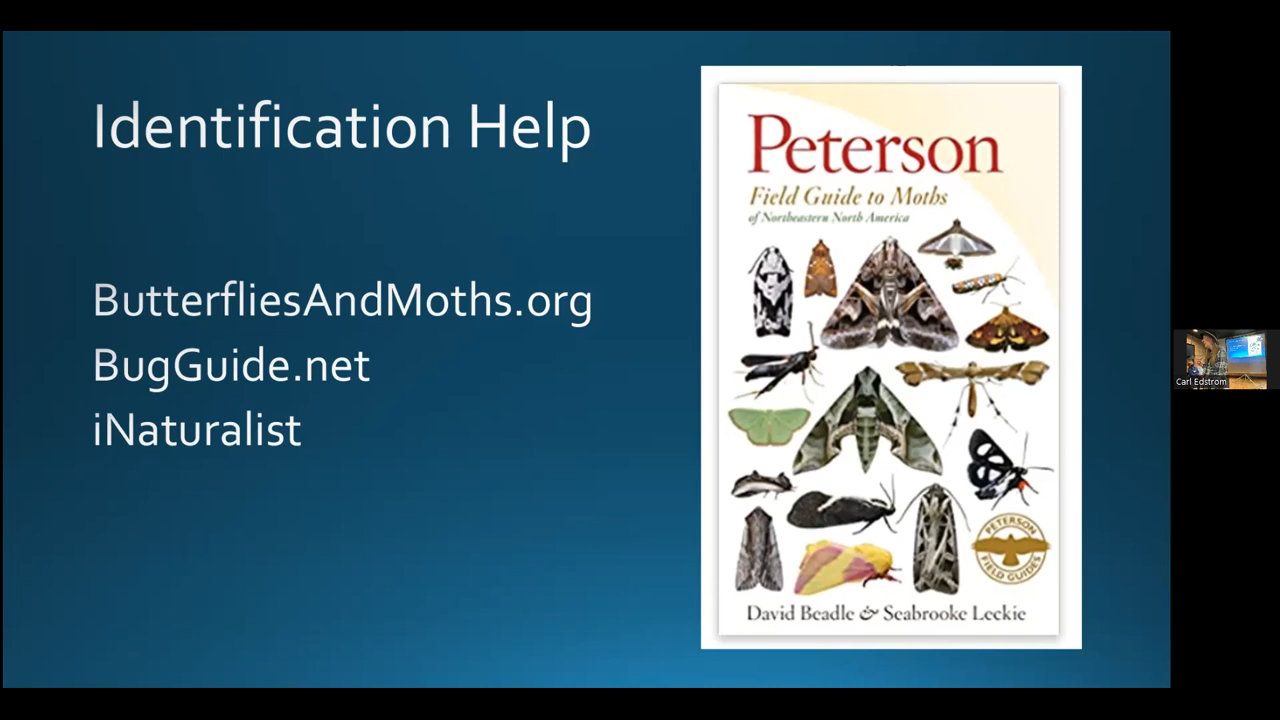 Identification Help
ButterfliesAndMoths.org
BugGuide.net
iNaturalist
Peterson
Field Guide to Moths
of Northeastern North America
PETERSON
FIELD GUIDES
David Beadle & Seabrooke Leckie
Carl Edstrom